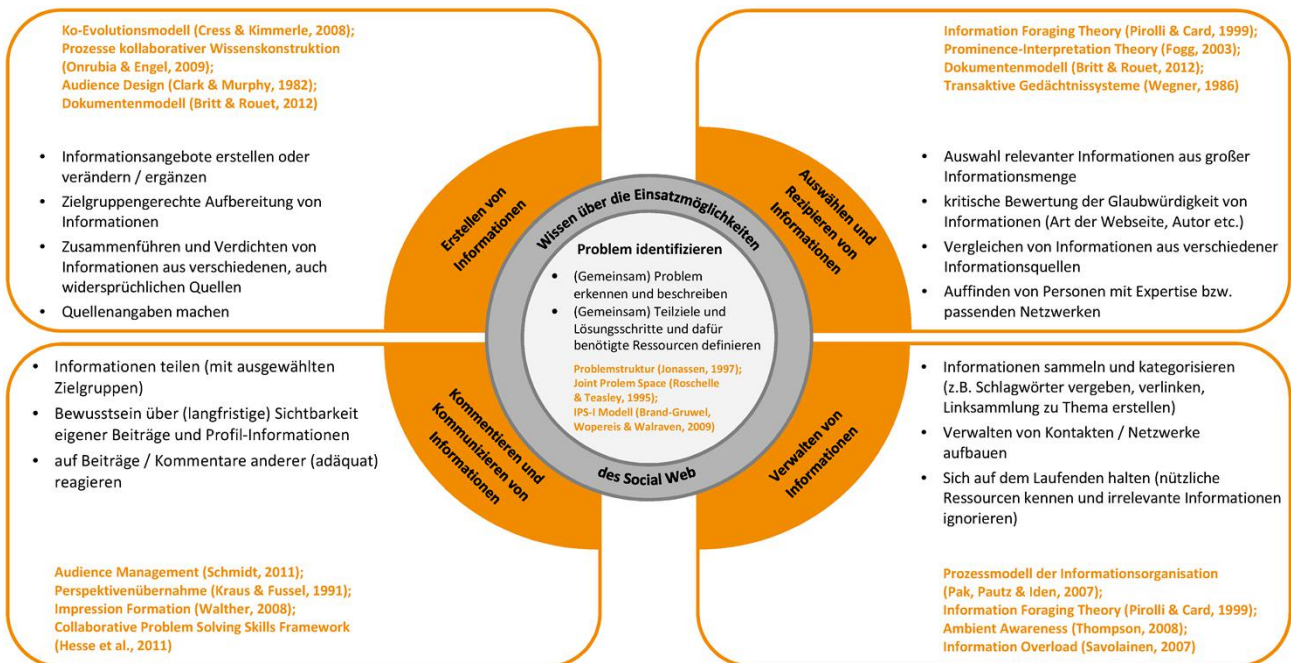 Ko-Evolutionsmodell (Cress & Kimmerle, 2008);
Prozesse kollaborativer Wissenskonstruktion
(Onrubia & Engel, 2009);
Audience Design (Clark & Murphy, 1982);
Dokumentenmodell (Britt & Rouet, 2012)
• Informationsangebote erstellen oder
verändern / ergänzen
• Zielgruppengerechte Aufbereitung von
Informationen
• Zusammenführen und Verdichten von
Informationen aus verschiedenen, auch
widersprüchlichen Quellen
• Quellenangaben machen
Erstellen von
Informationen
Information Foraging Theory (Pirolli & Card, 1999);
Prominence-Interpretation Theory (Fogg, 2003);
Dokumentenmodell (Britt & Rouet, 2012);
Transaktive Gedächtnissysteme (Wegner, 1986)
• Auswahl relevanter Informationen aus großer
Informationsmenge
• kritische Bewertung der Glaubwürdigkeit von
Informationen (Art der Webseite, Autor etc.)
• Vergleichen von Informationen aus verschiedener
Informationsquellen
• Auffinden von Personen mit Expertise bzw.
passenden Netzwerken
Auswählen und
Rezipieren von
Informationen
Wissen über die Einsatzmöglichkeiten
Problem identifizieren
• (Gemeinsam) Problem
erkennen und beschreiben
• (Gemeinsam) Teilziele und
Lösungsschritte und dafür
benötigte Ressourcen definieren
Problemstruktur (Jonassen, 1997);
Joint Prolem Space (Roschelle
& Teasley, 1995);
IPS-I Modell (Brand-Gruwel,
Wopereis & Walraven, 2009)
des Social Web
• Informationen teilen (mit ausgewählten
Zielgruppen)
• Bewusstsein über (langfristige) Sichtbarkeit
eigener Beiträge und Profil-Informationen
• auf Beiträge / Kommentare anderer (adäquat)
reagieren
Kommentieren und
Kommunizieren von
Informationen
Audience Management (Schmidt, 2011);
Perspektivenübernahme (Kraus & Fussel, 1991);
Impression Formation (Walther, 2008);
Collaborative Problem Solving Skills Framework
(Hesse et al., 2011)
• Informationen sammeln und kategorisieren
(z.B. Schlagwörter vergeben, verlinken,
Linksammlung zu Thema erstellen)
• Verwalten von Kontakten / Netzwerke
aufbauen
• Sich auf dem Laufenden halten (nützliche
Ressourcen kennen und irrelevante Informationen
ignorieren)
Verwalten von
Informationen
Prozessmodell der Informationsorganisation
(Pak, Pautz & Iden, 2007);
Information Foraging Theory (Pirolli & Card, 1999);
Ambient Awareness (Thompson, 2008);
Information Overload (Savolainen, 2007)